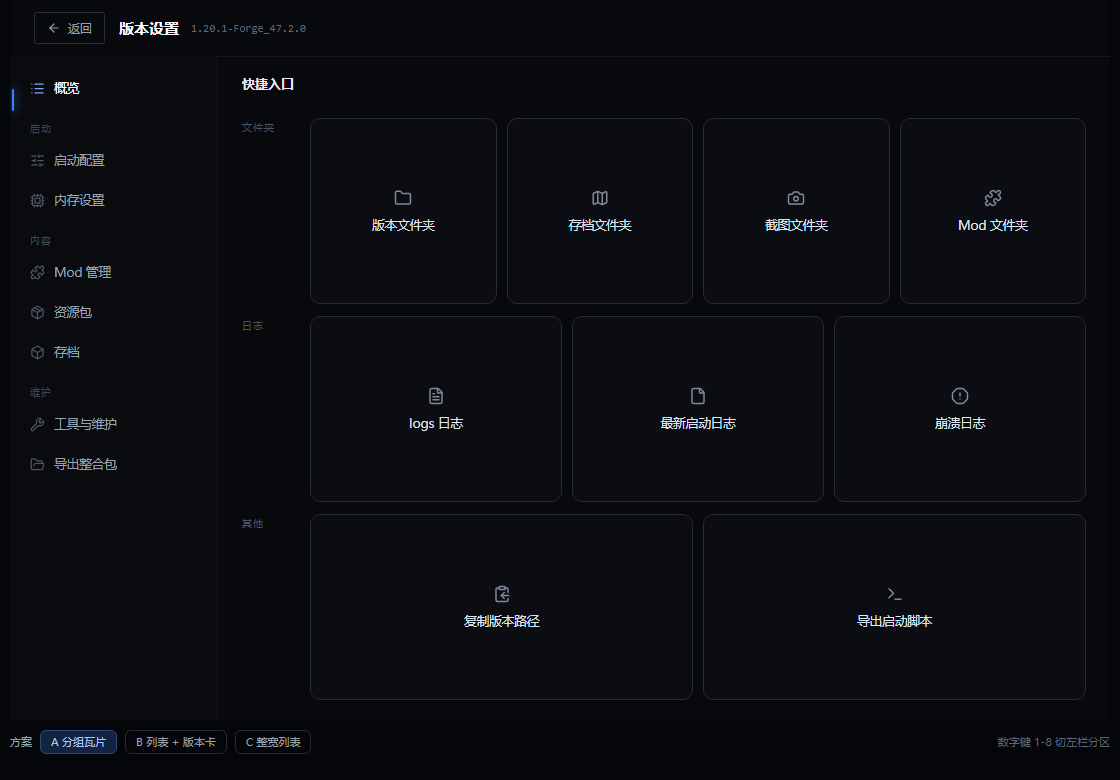 返回
版本设置
1.20.1-Forge_47.2.0
概览
启动
启动配置
内存设置
内容
Mod 管理
资源包
存档
维护
工具与维护
导出整合包
快捷入口
文件夹
版本文件夹
存档文件夹
截图文件夹
Mod 文件夹
日志
logs 日志
最新启动日志
崩溃日志
其他
复制版本路径
导出启动脚本
方案
A 分组瓦片
B 列表 + 版本卡
C 整宽列表
数字键 1-8 切左栏分区